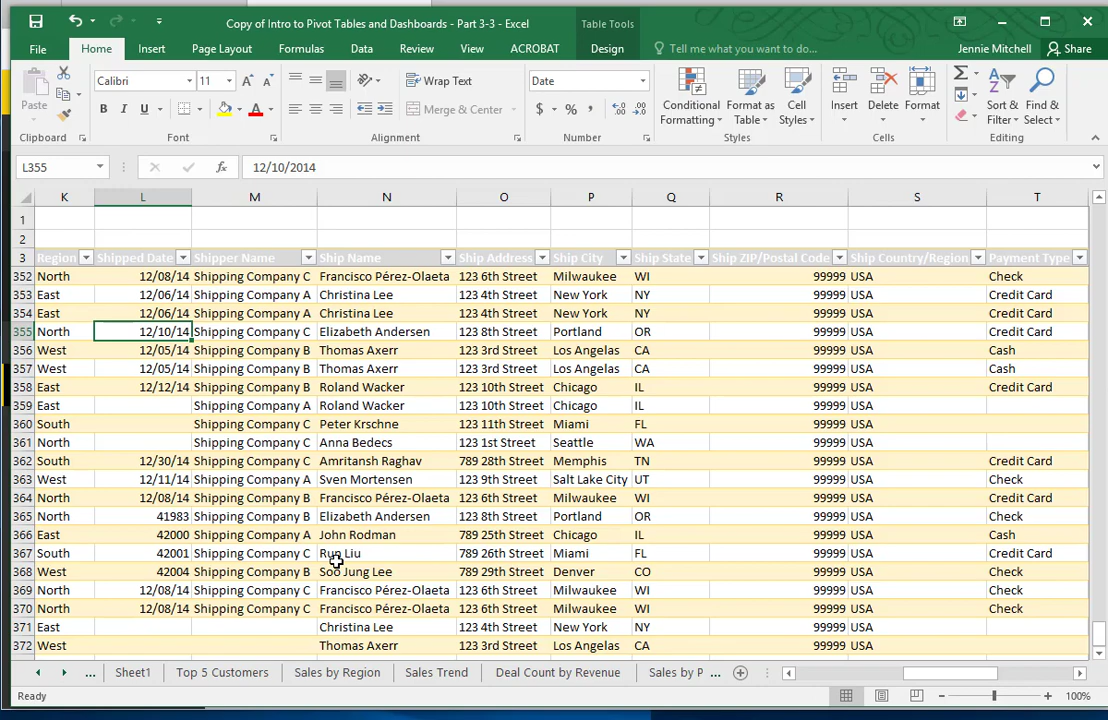 Copy of Intro to Pivot Tables and Dashboards - Part 3-3 - Excel
Table Tools
File Home Insert Page Layout Formulas Data Review View ACROBAT Design Tell me what you want to do... Jennie Mitchell Share
Paste Calibri 11 A A Wrap Text Date Conditional Formatting Format as Table Cell Styles Insert Delete Format Sort & Filter Find & Select
B I U A Merge & Center $ % ,
Clipboard Font Alignment Number Styles Cells Editing
L355 fx 12/10/2014
K L M N O P Q R S T
1
2
3 Region Shipped Date Shipper Name Ship Name Ship Address Ship City Ship State Ship ZIP/Postal Code Ship Country/Region Payment Type
352 North 12/08/14 Shipping Company C Francisco Pérez-Olaeta 123 6th Street Milwaukee WI 99999 USA Check
353 East 12/06/14 Shipping Company A Christina Lee 123 4th Street New York NY 99999 USA Credit Card
354 East 12/06/14 Shipping Company A Christina Lee 123 4th Street New York NY 99999 USA Credit Card
355 North 12/10/14 Shipping Company C Elizabeth Andersen 123 8th Street Portland OR 99999 USA Credit Card
356 West 12/05/14 Shipping Company B Thomas Axerr 123 3rd Street Los Angelas CA 99999 USA Cash
357 West 12/05/14 Shipping Company B Thomas Axerr 123 3rd Street Los Angelas CA 99999 USA Cash
358 East 12/12/14 Shipping Company B Roland Wacker 123 10th Street Chicago IL 99999 USA Credit Card
359 East Shipping Company A Roland Wacker 123 10th Street Chicago IL 99999 USA
360 South Shipping Company C Peter Krschne 123 11th Street Miami FL 99999 USA
361 North Shipping Company C Anna Bedecs 123 1st Street Seattle WA 99999 USA
362 South 12/30/14 Shipping Company C Amritansh Raghav 789 28th Street Memphis TN 99999 USA Credit Card
363 West 12/11/14 Shipping Company A Sven Mortensen 123 9th Street Salt Lake City UT 99999 USA Check
364 North 12/08/14 Shipping Company B Francisco Pérez-Olaeta 123 6th Street Milwaukee WI 99999 USA Credit Card
365 North 41983 Shipping Company B Elizabeth Andersen 123 8th Street Portland OR 99999 USA Check
366 East 42000 Shipping Company A John Rodman 789 25th Street Chicago IL 99999 USA Cash
367 South 42001 Shipping Company C Run Liu 789 26th Street Miami FL 99999 USA Credit Card
368 West 42004 Shipping Company B Soo Jung Lee 789 29th Street Denver CO 99999 USA Check
369 North 12/08/14 Shipping Company C Francisco Pérez-Olaeta 123 6th Street Milwaukee WI 99999 USA Check
370 North 12/08/14 Shipping Company C Francisco Pérez-Olaeta 123 6th Street Milwaukee WI 99999 USA Check
371 East Christina Lee 123 4th Street New York NY 99999 USA
372 West Thomas Axerr 123 3rd Street Los Angelas CA 99999 USA
... Sheet1 Top 5 Customers Sales by Region Sales Trend Deal Count by Revenue Sales by P ...
Ready 100%